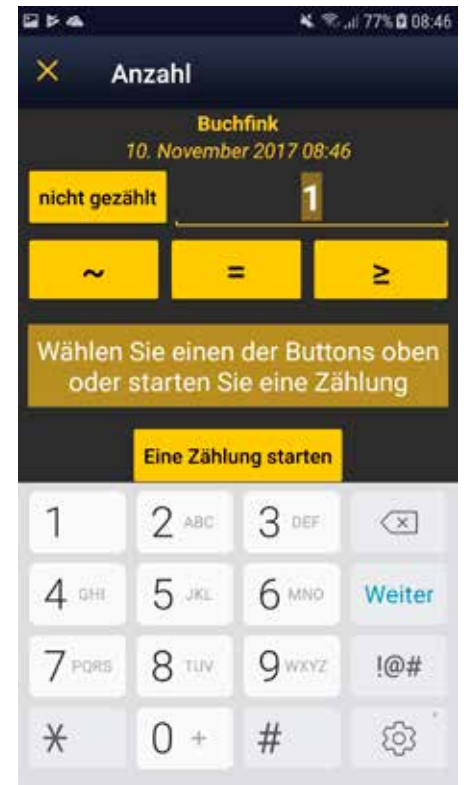 77% 08:46
Anzahl
Buchfink
10. November 2017 08:46
nicht gezählt 1
~ = ≥
Wählen Sie einen der Buttons oben
oder starten Sie eine Zählung
Eine Zählung starten
1 2 ABC 3 DEF
4 GHI 5 JKL 6 MNO Weiter
7 PQRS 8 TUV 9 WXYZ !@#
* 0 + #